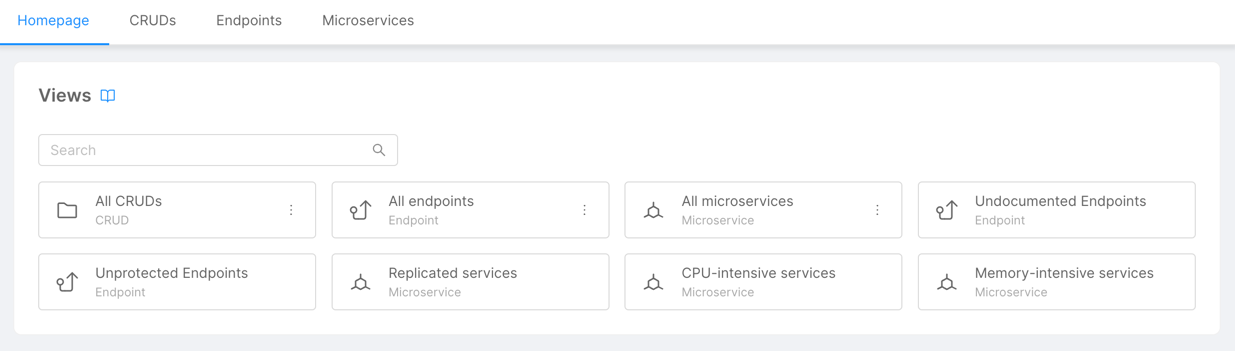 Homepage CRUDs Endpoints Microservices
Views
Search
All CRUDs
CRUD
All endpoints
Endpoint
All microservices
Microservice
Undocumented Endpoints
Endpoint
Unprotected Endpoints
Endpoint
Replicated services
Microservice
CPU-intensive services
Microservice
Memory-intensive services
Microservice